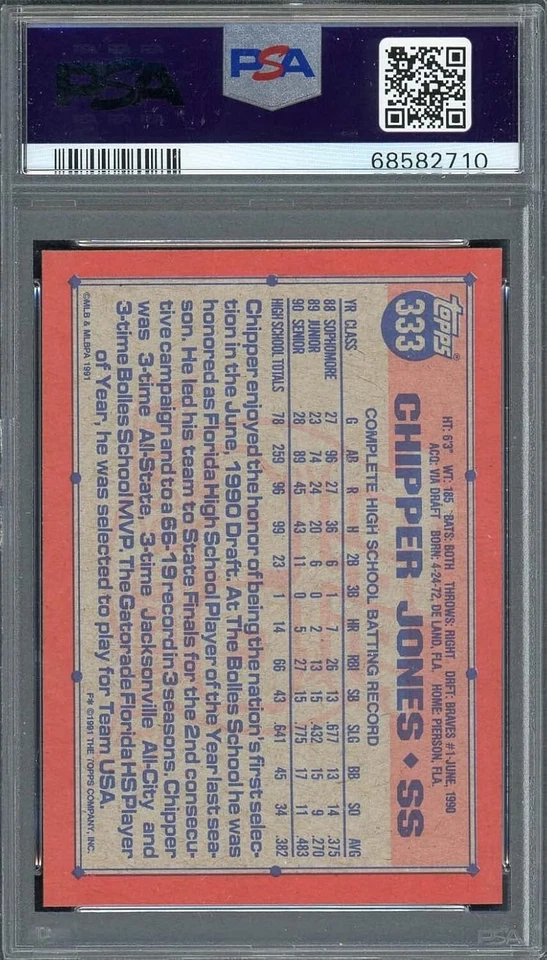 PSA
PSA
68582710
topps®
333
HT: 6'3" WT: 185 BATS: BOTH THROWS: RIGHT DRFT: BRAVES #1-JUNE, 1990
ACQ: VIA DRAFT BORN: 4-24-72, DE LAND, FLA. HOME: PIERSON, FLA.
CHIPPER JONES ♦ SS
COMPLETE HIGH SCHOOL BATTING RECORD
YR CLASS G AB R H 2B 3B HR RBI SB SLG BB SO AVG
88 SOPHOMORE 27 96 27 36 6 1 7 26 13 .677 13 14 .375
89 JUNIOR 23 74 24 20 6 0 2 13 15 .432 15 9 .270
90 SENIOR 28 89 45 43 11 0 5 27 15 .775 17 11 .483
HIGH SCHOOL TOTALS 78 259 96 99 23 1 14 66 43 .641 45 34 .382
Chipper enjoyed the honor of being the nation's first selec-
tion in the June, 1990 Draft. At The Bolles School he was
honored as Florida High School Player of the Year last sea-
son. He led his team to State Finals for the 2nd consecu-
tive campaign and to a 66-19 record in 3 seasons. Chipper
was 3-time All-State, 3-time Jacksonville All-City and
3-time Bolles School MVP. The Gatorade Florida HS Player
of Year, he was selected to play for Team USA.
©MLB & MLBPA 1991
F* ©1991 THE TOPPS COMPANY, INC.
PSA